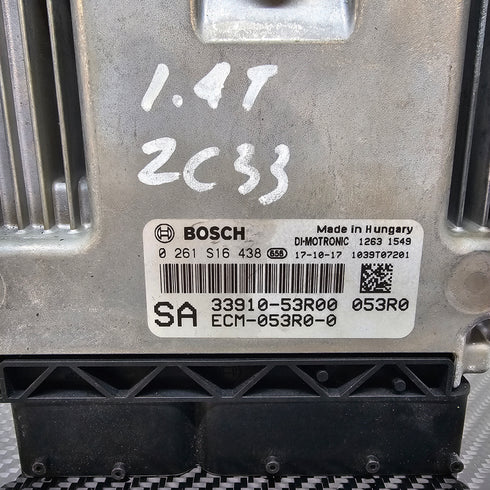 1.4T
ZC33
BOSCH
Made in Hungary
DI-MOTRONIC 1263 1549
0 261 S16 438 656 17-10-17 1039T07201
SA 33910-53R00 053R0
ECM-053R0-0